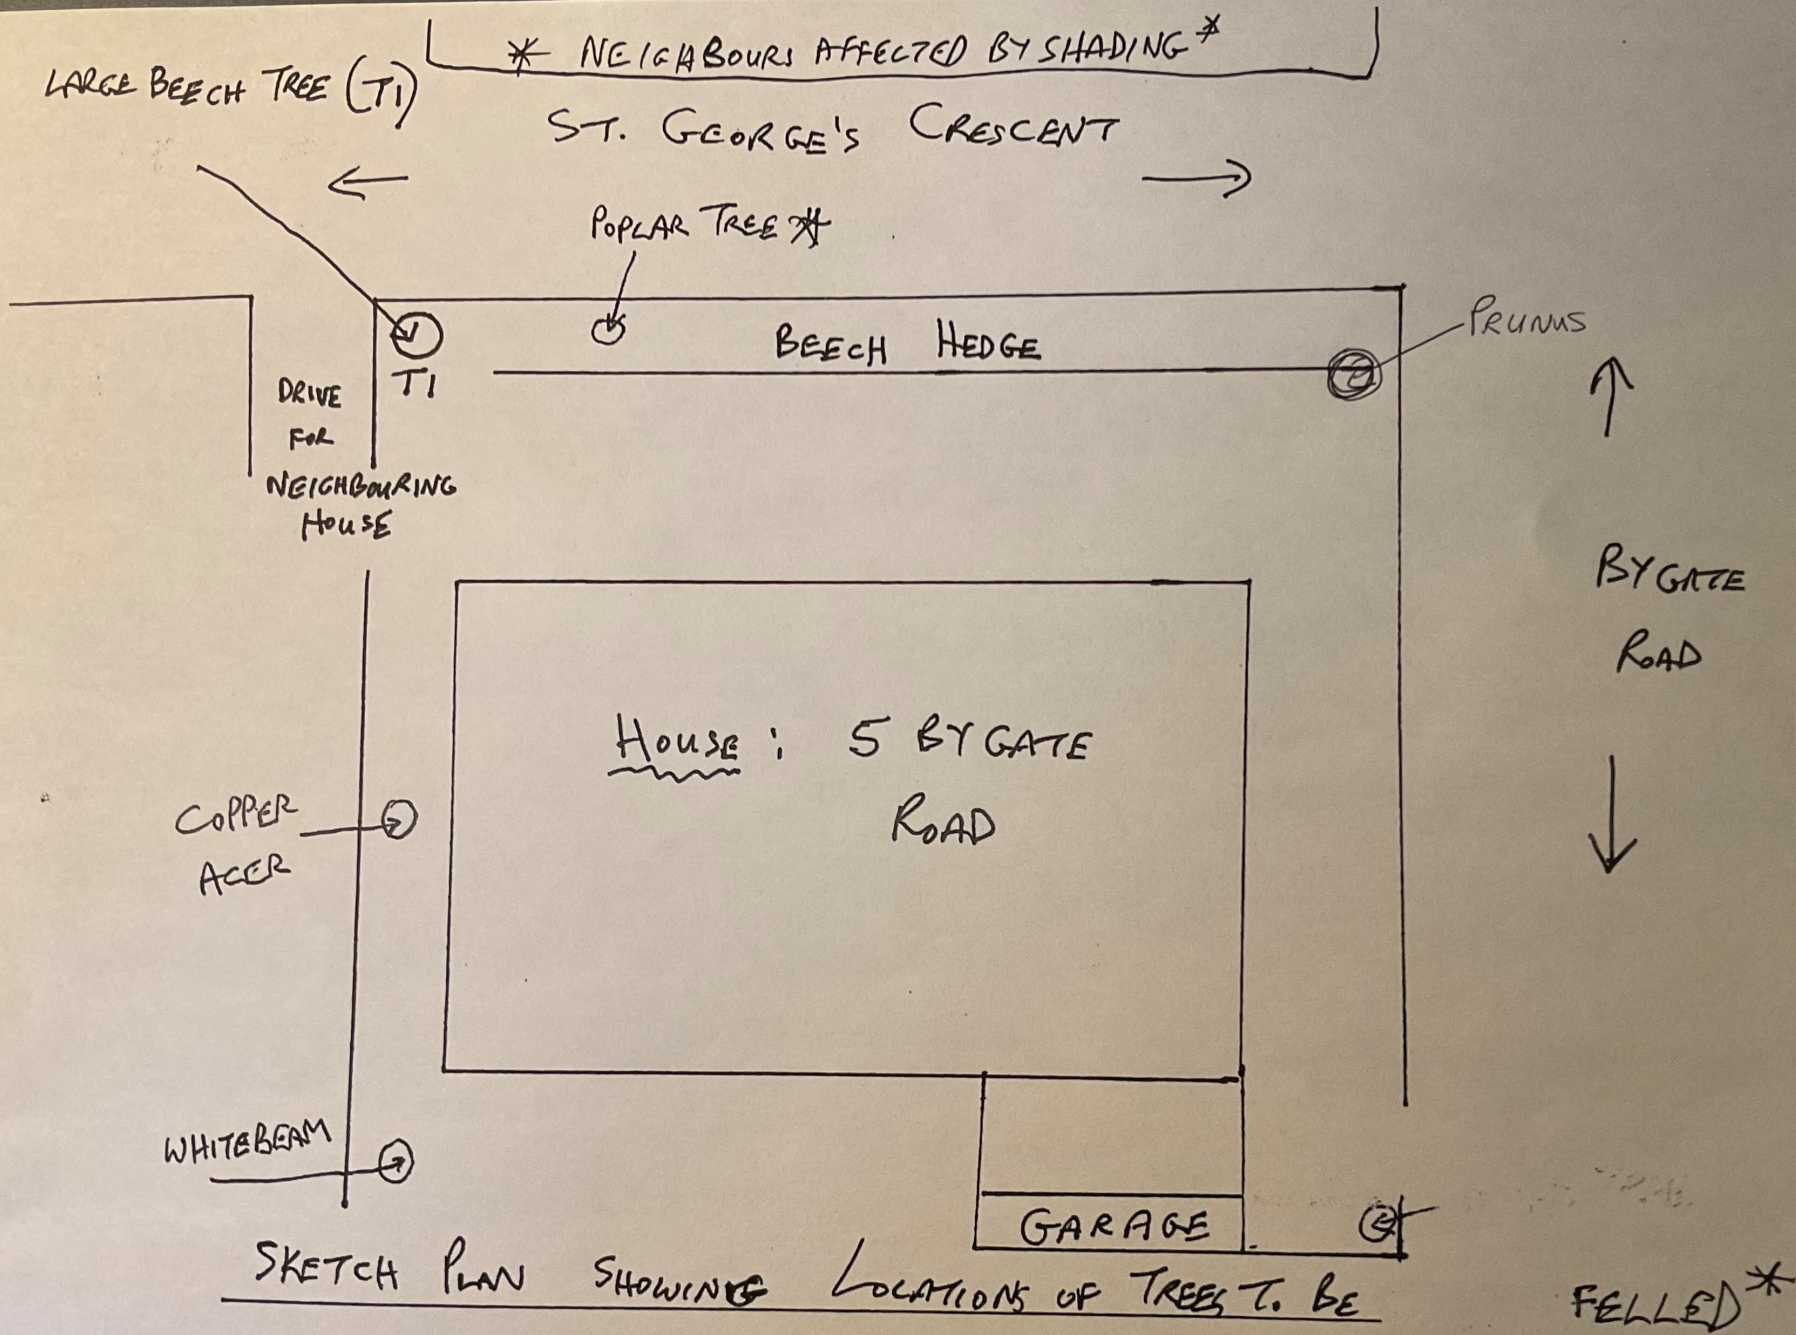 * NEIGHBOURS AFFECTED BY SHADING *
LARGE BEECH TREE (T1)
ST. GEORGE'S CRESCENT
POPLAR TREE *
PRUNUS
BEECH HEDGE
T1
DRIVE
FOR
NEIGHBOURING
HOUSE
BYGATE
ROAD
HOUSE: 5 BYGATE
ROAD
COPPER
ACER
WHITEBEAM
GARAGE
SKETCH PLAN SHOWING LOCATIONS OF TREES T. BE FELLED *